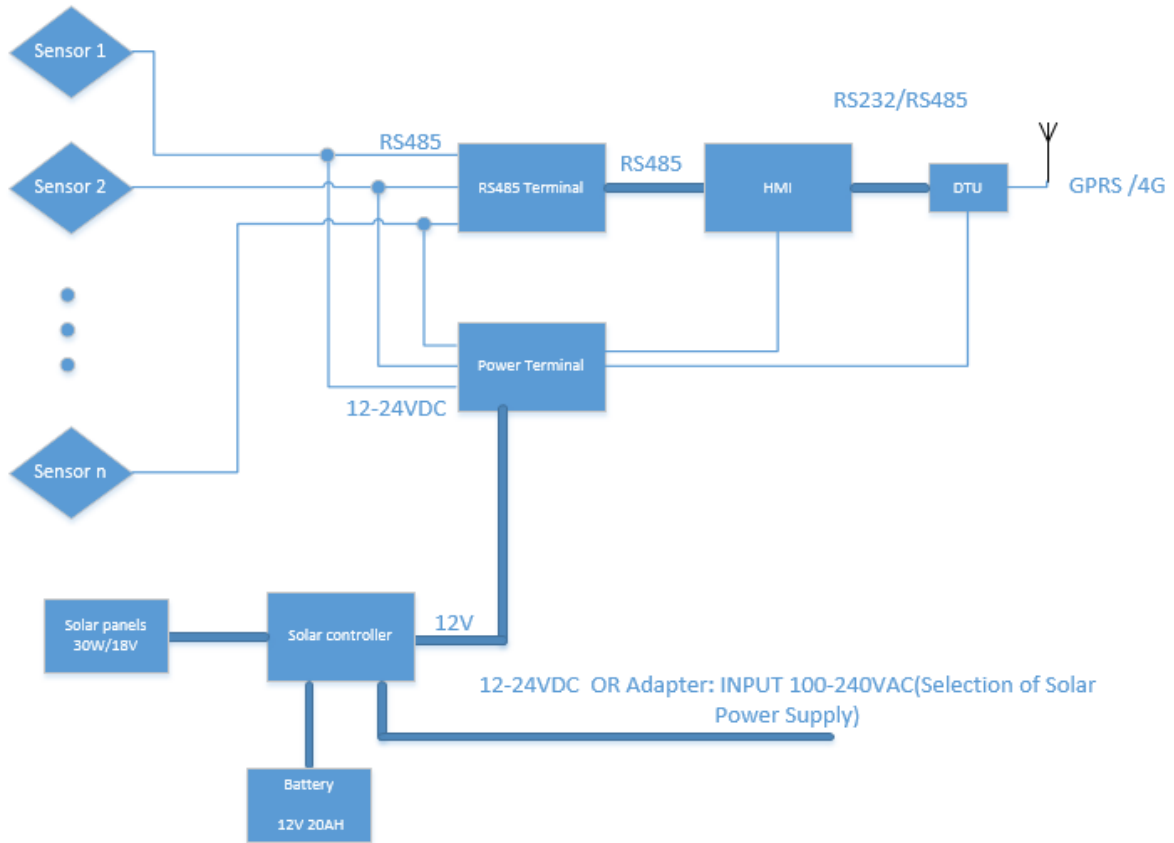 Sensor 1
RS232/RS485
RS485
RS485
Sensor 2
RS485 Terminal
HMI
DTU
GPRS /4G
Power Terminal
12-24VDC
Sensor n
Solar panels
30W/18V
Solar controller
12V
12-24VDC  OR Adapter: INPUT 100-240VAC(Selection of Solar
Power Supply)
Battery
12V 20AH